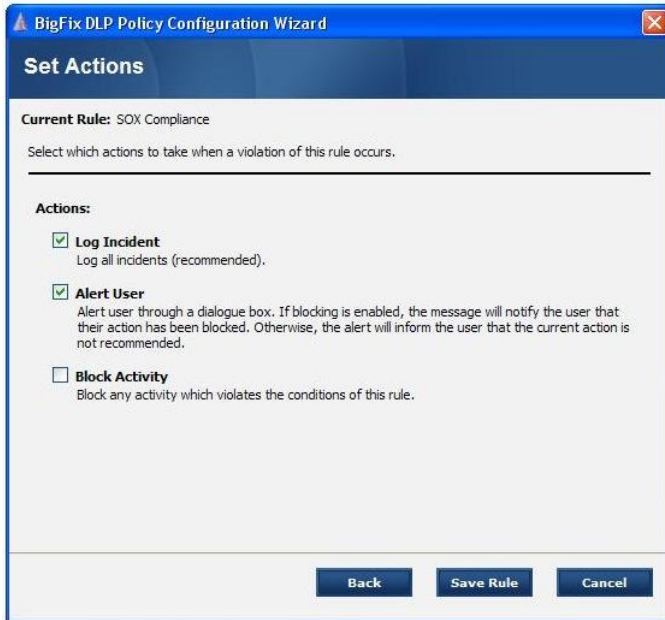 BigFix DLP Policy Configuration Wizard
Set Actions
Current Rule: SOX Compliance
Select which actions to take when a violation of this rule occurs.
Actions:
Log Incident
Log all incidents (recommended).
Alert User
Alert user through a dialogue box. If blocking is enabled, the message will notify the user that
their action has been blocked. Otherwise, the alert will inform the user that the current action is
not recommended.
Block Activity
Block any activity which violates the conditions of this rule.
Back Save Rule Cancel